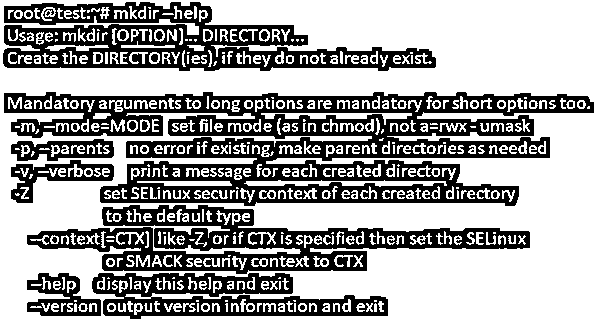 root@test:~# mkdir --help
Usage: mkdir [OPTION]... DIRECTORY...
Create the DIRECTORY(ies), if they do not already exist.

Mandatory arguments to long options are mandatory for short options too.
-m, --mode=MODE set file mode (as in chmod), not a=rwx - umask
-p, --parents no error if existing, make parent directories as needed
-v, --verbose print a message for each created directory
-Z set SELinux security context of each created directory
to the default type
--context[=CTX] like -Z, or if CTX is specified then set the SELinux
or SMACK security context to CTX
--help display this help and exit
--version output version information and exit